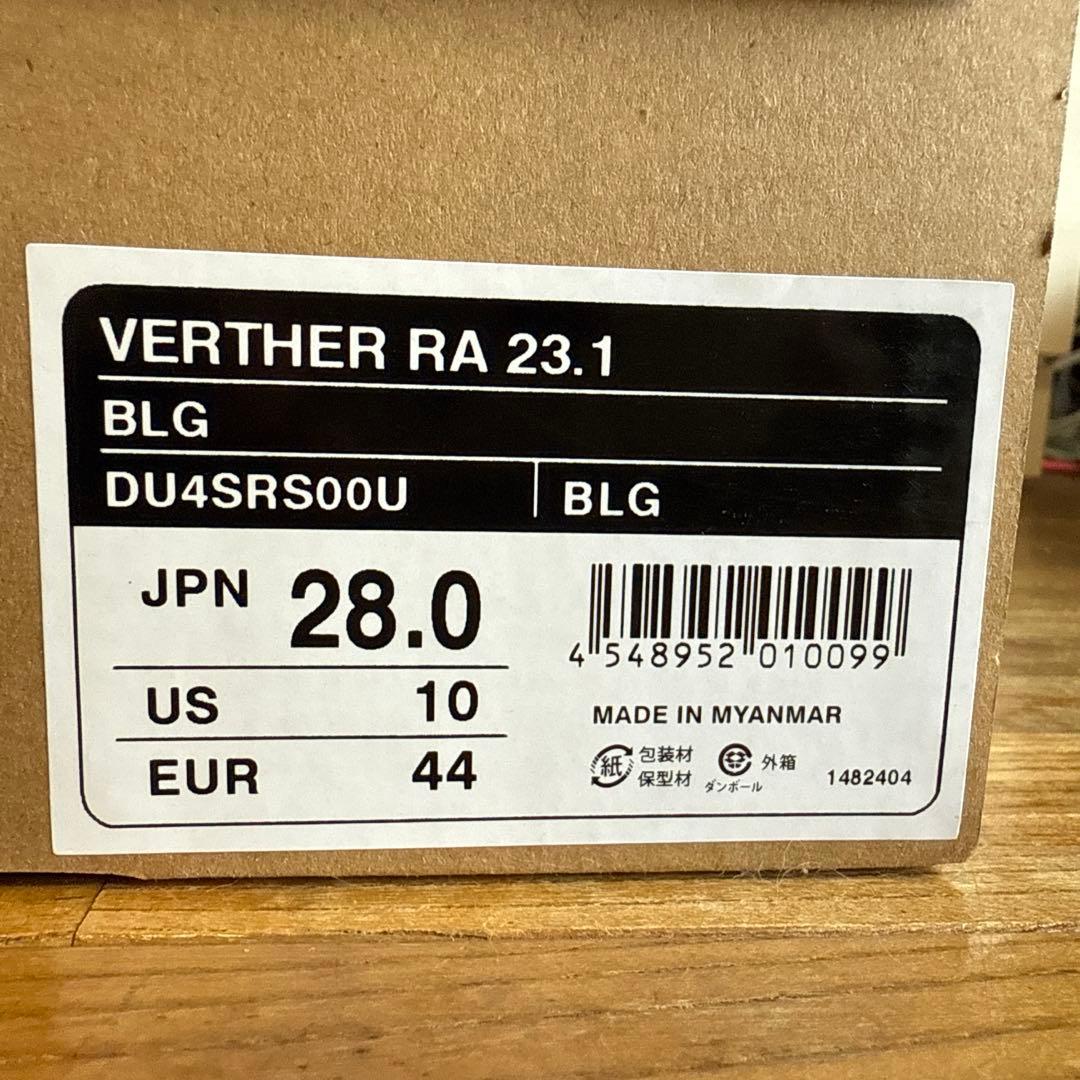 VERTHER RA 23.1
BLG
DU4SRS00U BLG
JPN 28.0
US 10
EUR 44
4 548952 010099
MADE IN MYANMAR
紙 包装材
保型材
ダンボール 外箱
1482404